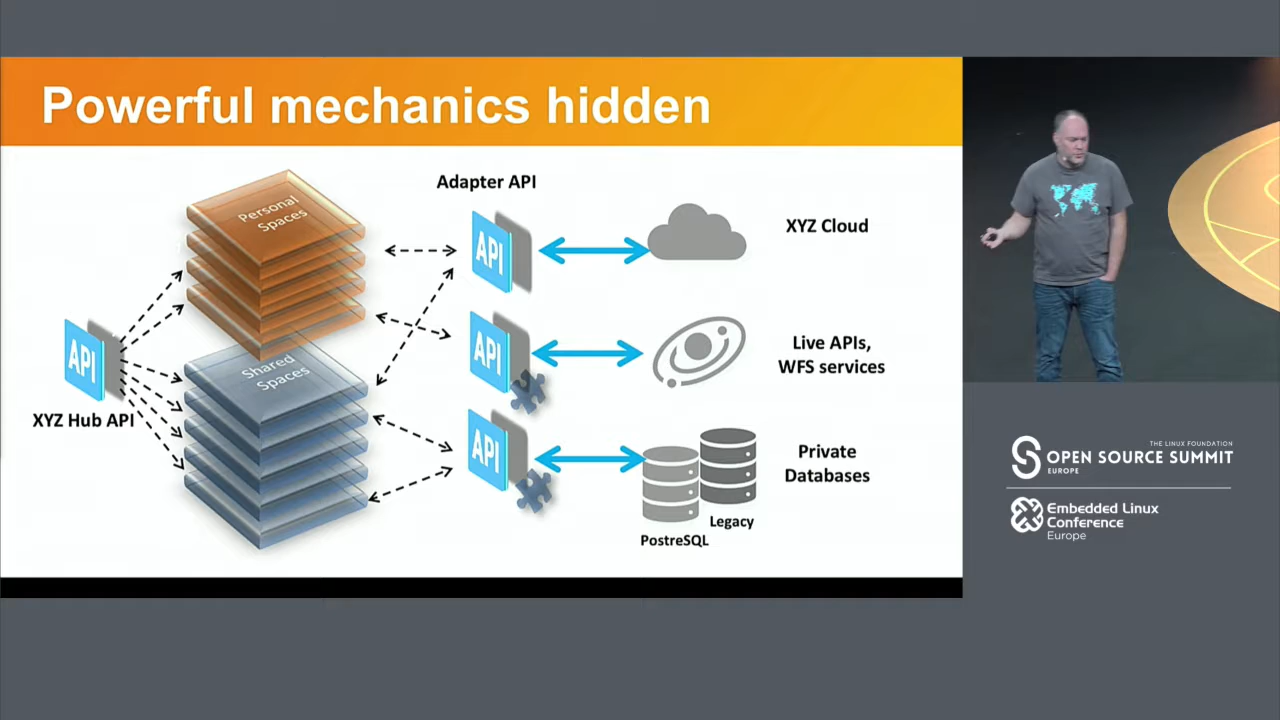 Powerful mechanics hidden
Personal
Spaces
Shared
Spaces
API
XYZ Hub API
Adapter API
API
XYZ Cloud
API
Live APIs,
WFS services
API
Private
Databases
Legacy
PostreSQL
THE LINUX FOUNDATION
OPEN SOURCE SUMMIT
EUROPE
Embedded Linux
Conference
Europe